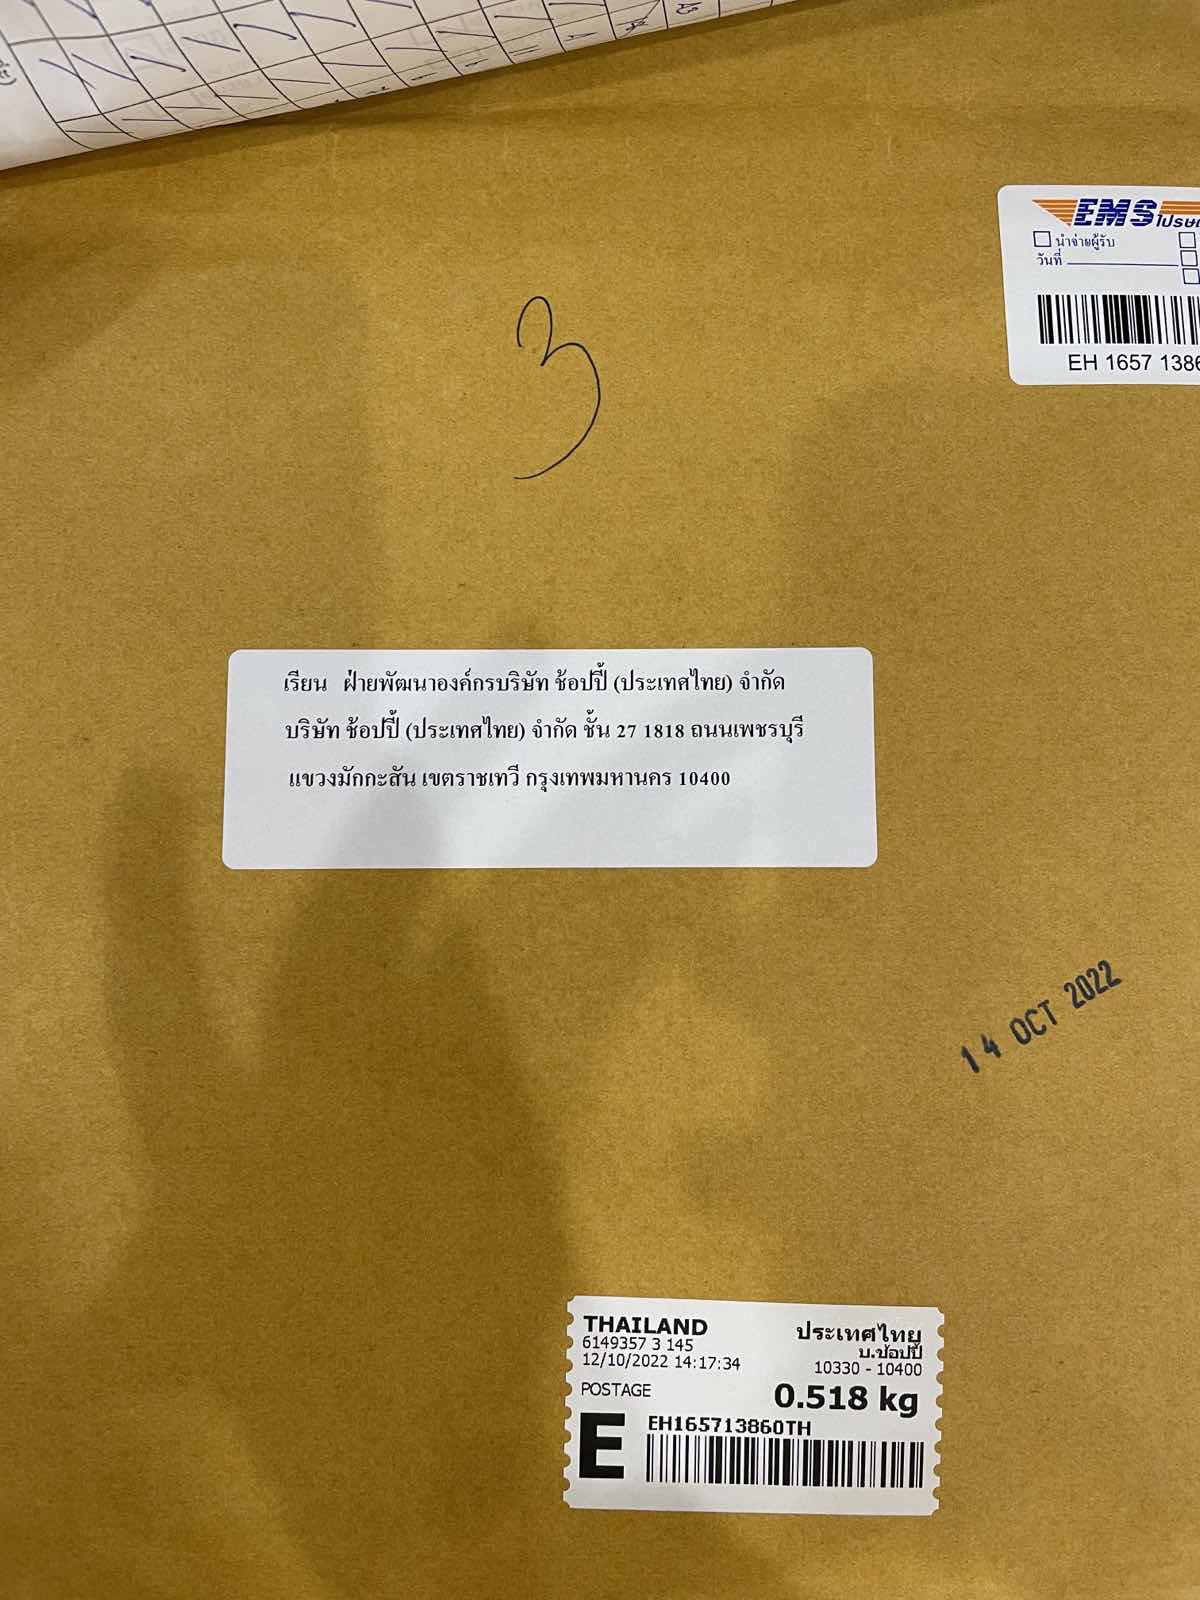 EMS ไปรษณ
นำจ่ายผู้รับ
วันที่
EH 1657 1386
3
เรียน ฝ่ายพัฒนาองค์กรบริษัท ช้อปปี้ (ประเทศไทย) จำกัด
บริษัท ช้อปปี้ (ประเทศไทย) จำกัด ชั้น 27 1818 ถนนเพชรบุรี
แขวงมักกะสัน เขตราชเทวี กรุงเทพมหานคร 10400
14 OCT 2022
THAILAND ประเทศไทย
6149357 3 145 บ.ช้อปปี้
12/10/2022 14:17:34 10330 - 10400
POSTAGE 0.518 kg
E EH165713860TH